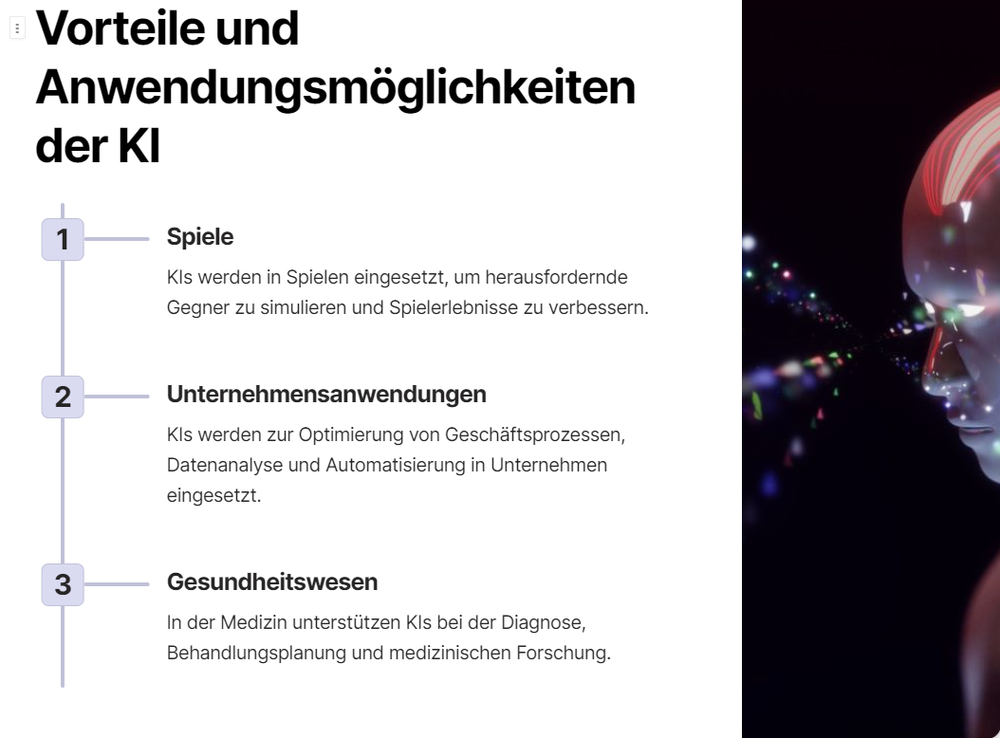 Vorteile und
Anwendungsmöglichkeiten
der KI
1
Spiele
KIs werden in Spielen eingesetzt, um herausfordernde
Gegner zu simulieren und Spielerlebnisse zu verbessern.
2
Unternehmensanwendungen
KIs werden zur Optimierung von Geschäftsprozessen,
Datenanalyse und Automatisierung in Unternehmen
eingesetzt.
3
Gesundheitswesen
In der Medizin unterstützen KIs bei der Diagnose,
Behandlungsplanung und medizinischen Forschung.